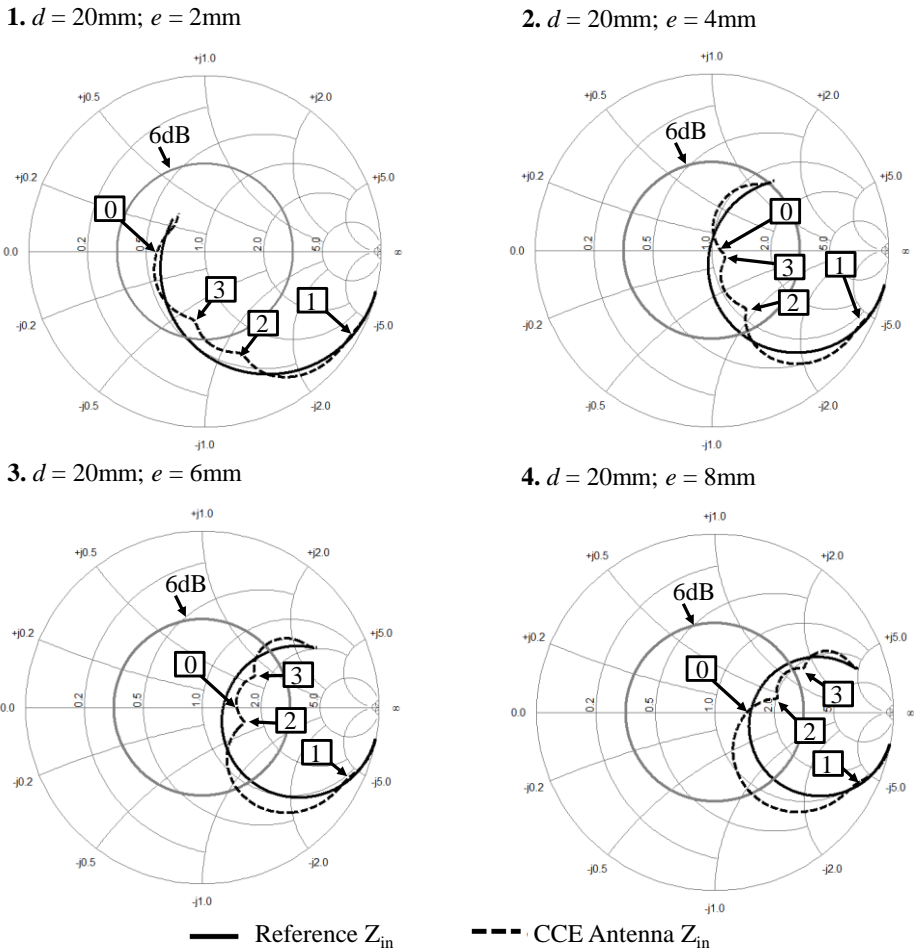 1. d = 20mm; e = 2mm
+j1.0
+j0.5
+j2.0
6dB
+j0.2
+j5.0
0
0.0
0.2
0.5
1.0
2.0
5.0
∞
3
1
2
-j0.2
-j5.0
-j0.5
-j2.0
-j1.0
2. d = 20mm; e = 4mm
+j1.0
+j0.5
+j2.0
6dB
+j0.2
+j5.0
0
0.0
0.2
0.5
1.0
2.0
5.0
∞
3
1
2
-j0.2
-j5.0
-j0.5
-j2.0
-j1.0
3. d = 20mm; e = 6mm
+j1.0
+j0.5
+j2.0
6dB
+j0.2
+j5.0
0
3
0.0
0.2
0.5
1.0
2.0
5.0
∞
2
1
-j0.2
-j5.0
-j0.5
-j2.0
-j1.0
4. d = 20mm; e = 8mm
+j1.0
+j0.5
+j2.0
6dB
+j0.2
+j5.0
0
3
0.0
0.2
0.5
1.0
2.0
5.0
∞
2
1
-j0.2
-j5.0
-j0.5
-j2.0
-j1.0
Reference Zin
CCE Antenna Zin